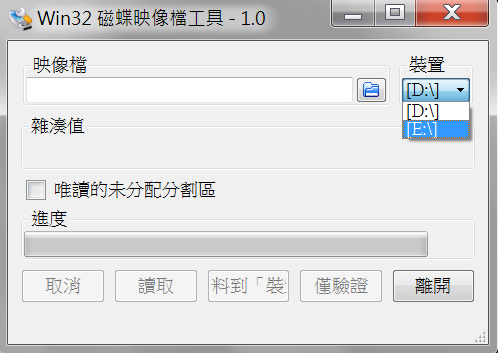 Win32 磁蝶映像檔工具 - 1.0
映像檔
裝置
[D:\]
[D:\]
[E:\]
雜湊值
唯讀的未分配分割區
進度
取消
讀取
料到「裝
僅驗證
離開